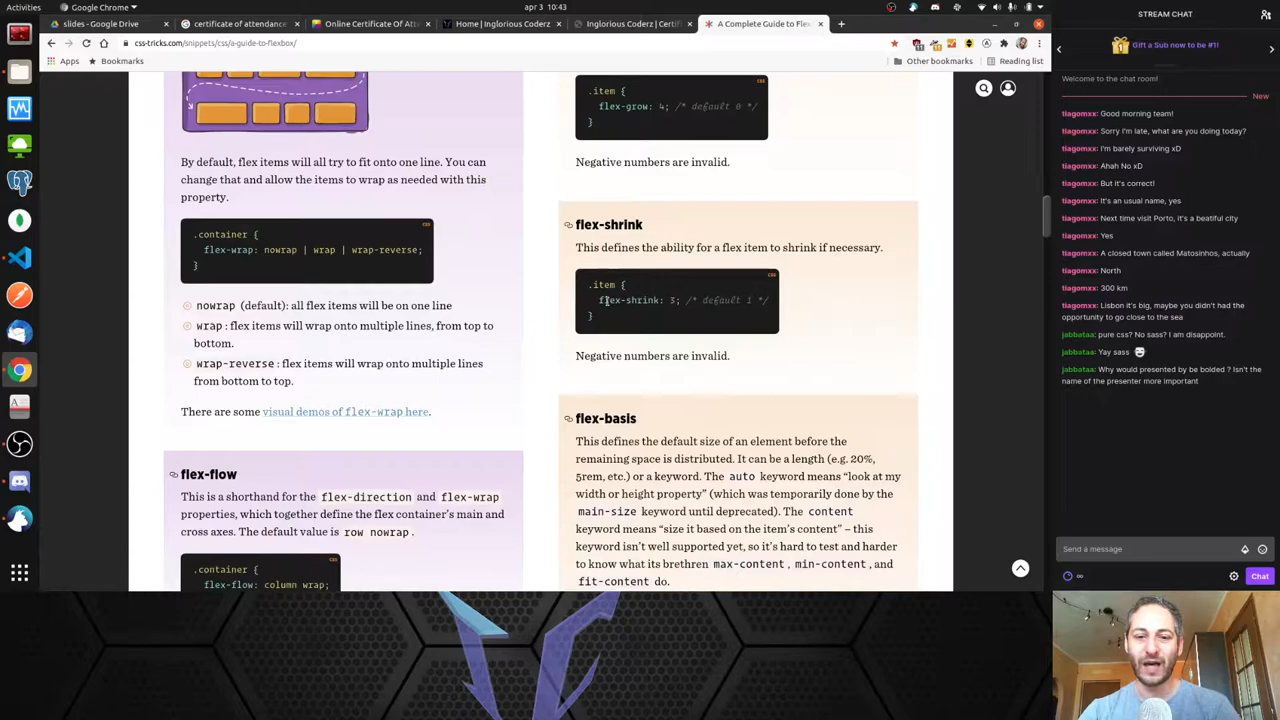 Activities
Google Chrome
apr 3 10:43
slides - Google Drive
certificate of attendance
Online Certificate Of Att
Home | Inglorious Coderz
Inglorious Coderz | Certif
A Complete Guide to Flex
css-tricks.com/snippets/css/a-guide-to-flexbox/
Apps
Bookmarks
Other bookmarks
Reading list
By default, flex items will all try to fit onto one line. You can
change that and allow the items to wrap as needed with this
property.
CSS
.container {
flex-wrap: nowrap | wrap | wrap-reverse;
}
nowrap (default): all flex items will be on one line
wrap : flex items will wrap onto multiple lines, from top to
bottom.
wrap-reverse : flex items will wrap onto multiple lines
from bottom to top.
There are some visual demos of flex-wrap here.
flex-flow
This is a shorthand for the flex-direction and flex-wrap
properties, which together define the flex container's main and
cross axes. The default value is row nowrap .
CSS
.container {
flex-flow: column wrap;
CSS
.item {
flex-grow: 4; /* default 0 */
}
Negative numbers are invalid.
flex-shrink
This defines the ability for a flex item to shrink if necessary.
CSS
.item {
flex-shrink: 3; /* default 1 */
}
Negative numbers are invalid.
flex-basis
This defines the default size of an element before the
remaining space is distributed. It can be a length (e.g. 20%,
5rem, etc.) or a keyword. The auto keyword means “look at my
width or height property” (which was temporarily done by the
main-size keyword until deprecated). The content
keyword means “size it based on the item's content” – this
keyword isn't well supported yet, so it's hard to test and harder
to know what its brethren max-content , min-content , and
fit-content do.
STREAM CHAT
Gift a Sub now to be #1!
Welcome to the chat room!
New
tiagomxx: Good morning team!
tiagomxx: Sorry I'm late, what are you doing today?
tiagomxx: I'm barely surviving xD
tiagomxx: Ahah No xD
tiagomxx: But it's correct!
tiagomxx: It's an usual name, yes
tiagomxx: Next time visit Porto, it's a beatiful city
tiagomxx: Yes
tiagomxx: A closed town called Matosinhos, actually
tiagomxx: North
tiagomxx: 300 km
tiagomxx: Lisbon it's big, maybe you didn't had the
opportunity to go close to the sea
jabbataa: pure css? No sass? I am disapoint.
jabbataa: Yay sass
jabbataa: Why would presented by be bolded ? Isn't the
name of the presenter more important
Send a message
Chat